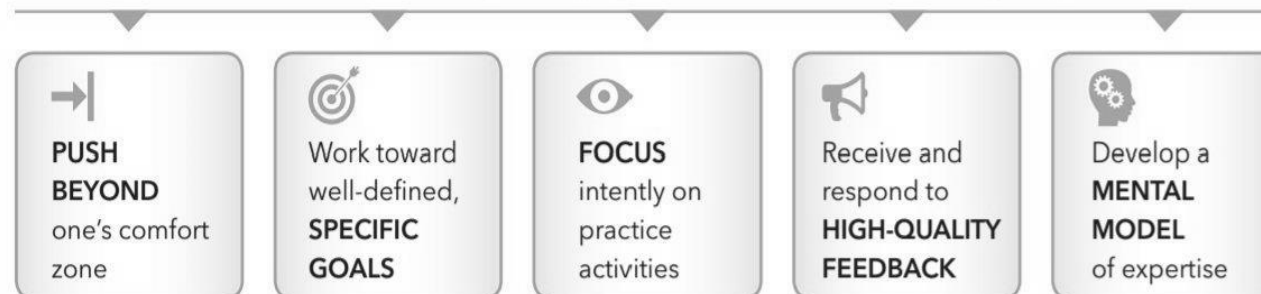 PUSH
BEYOND
one's comfort
zone
Work toward
well-defined,
SPECIFIC
GOALS
FOCUS
intently on
practice
activities
Receive and
respond to
HIGH-QUALITY
FEEDBACK
Develop a
MENTAL
MODEL
of expertise